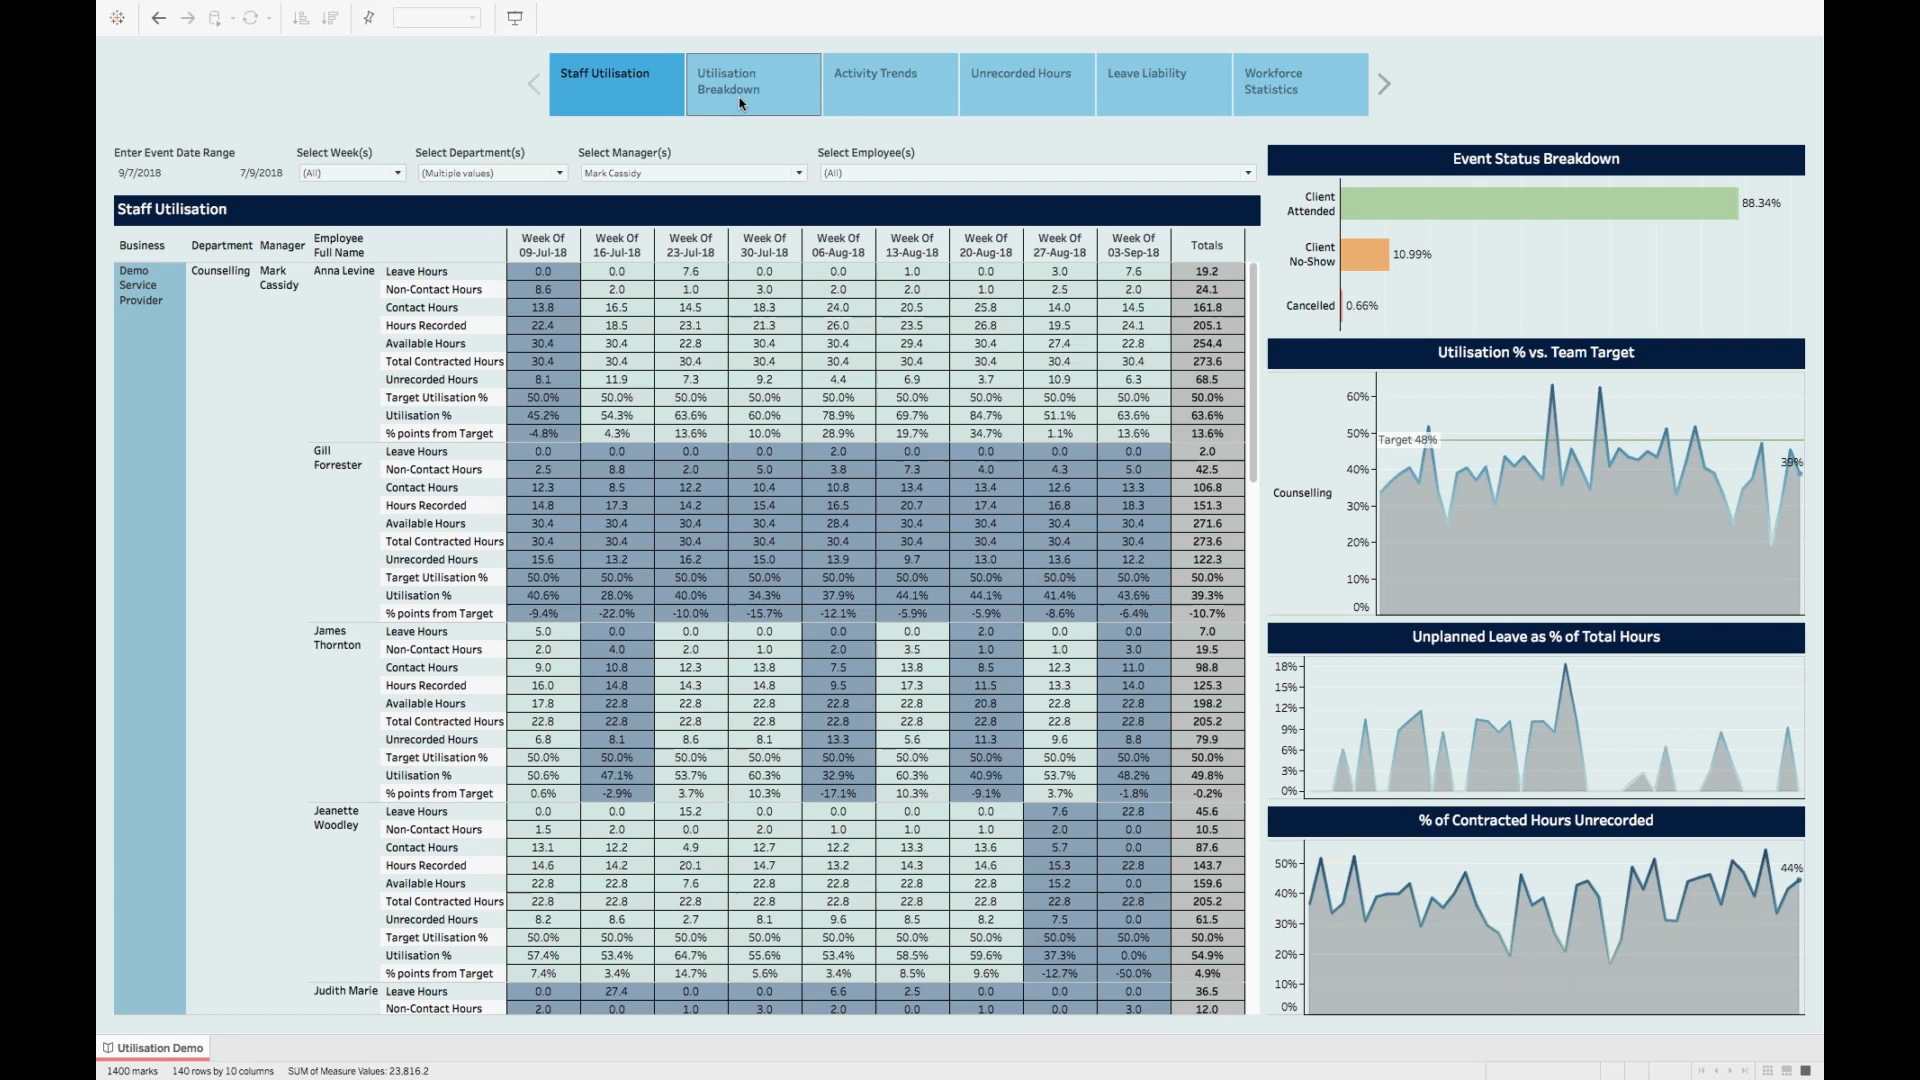 Staff Utilisation
Utilisation
Breakdown
Activity Trends
Unrecorded Hours
Leave Liability
Workforce
Statistics
Enter Event Date Range
Select Week(s)
Select Department(s)
Select Manager(s)
Select Employee(s)
9/7/2018 7/9/2018 (All) (Multiple values) Mark Cassidy (All)
Staff Utilisation
Business Department Manager Employee Full Name Week Of 09-Jul-18 Week Of 16-Jul-18 Week Of 23-Jul-18 Week Of 30-Jul-18 Week Of 06-Aug-18 Week Of 13-Aug-18 Week Of 20-Aug-18 Week Of 27-Aug-18 Week Of 03-Sep-18 Totals
Demo Service Provider Counselling Mark Cassidy
Anna Levine Leave Hours 0.0 0.0 7.6 0.0 0.0 1.0 0.0 3.0 7.6 19.2
Non-Contact Hours 8.6 2.0 1.0 3.0 2.0 2.0 1.0 2.5 2.0 24.1
Contact Hours 13.8 16.5 14.5 18.3 24.0 20.5 25.8 14.0 14.5 161.8
Hours Recorded 22.4 18.5 23.1 21.3 26.0 23.5 26.8 19.5 24.1 205.1
Available Hours 30.4 30.4 22.8 30.4 30.4 29.4 30.4 27.4 22.8 254.4
Total Contracted Hours 30.4 30.4 30.4 30.4 30.4 30.4 30.4 30.4 30.4 273.6
Unrecorded Hours 8.1 11.9 7.3 9.2 4.4 6.9 3.7 10.9 6.3 68.5
Target Utilisation % 50.0% 50.0% 50.0% 50.0% 50.0% 50.0% 50.0% 50.0% 50.0% 50.0%
Utilisation % 45.2% 54.3% 63.6% 60.0% 78.9% 69.7% 84.7% 51.1% 63.6% 63.6%
% points from Target -4.8% 4.3% 13.6% 10.0% 28.9% 19.7% 34.7% 1.1% 13.6% 13.6%
Gill Forrester Leave Hours 0.0 0.0 0.0 0.0 2.0 0.0 0.0 0.0 0.0 2.0
Non-Contact Hours 2.5 8.8 2.0 5.0 3.8 7.3 4.0 4.3 5.0 42.5
Contact Hours 12.3 8.5 12.2 10.4 10.8 13.4 13.4 12.6 13.3 106.8
Hours Recorded 14.8 17.3 14.2 15.4 16.5 20.7 17.4 16.8 18.3 151.3
Available Hours 30.4 30.4 30.4 30.4 28.4 30.4 30.4 30.4 30.4 271.6
Total Contracted Hours 30.4 30.4 30.4 30.4 30.4 30.4 30.4 30.4 30.4 273.6
Unrecorded Hours 15.6 13.2 16.2 15.0 13.9 9.7 13.0 13.6 12.2 122.3
Target Utilisation % 50.0% 50.0% 50.0% 50.0% 50.0% 50.0% 50.0% 50.0% 50.0% 50.0%
Utilisation % 40.6% 28.0% 40.0% 34.3% 37.9% 44.1% 44.1% 41.4% 43.6% 39.3%
% points from Target -9.4% -22.0% -10.0% -15.7% -12.1% -5.9% -5.9% -8.6% -6.4% -10.7%
James Thornton Leave Hours 5.0 0.0 0.0 0.0 0.0 0.0 2.0 0.0 0.0 7.0
Non-Contact Hours 2.0 4.0 2.0 1.0 2.0 3.5 1.0 1.0 3.0 19.5
Contact Hours 9.0 10.8 12.3 13.8 7.5 13.8 8.5 12.3 11.0 98.8
Hours Recorded 16.0 14.8 14.3 14.8 9.5 17.3 11.5 13.3 14.0 125.3
Available Hours 17.8 22.8 22.8 22.8 22.8 22.8 20.8 22.8 22.8 198.2
Total Contracted Hours 22.8 22.8 22.8 22.8 22.8 22.8 22.8 22.8 22.8 205.2
Unrecorded Hours 6.8 8.1 8.6 8.1 13.3 5.6 11.3 9.6 8.8 79.9
Target Utilisation % 50.0% 50.0% 50.0% 50.0% 50.0% 50.0% 50.0% 50.0% 50.0% 50.0%
Utilisation % 50.6% 47.1% 53.7% 60.3% 32.9% 60.3% 40.9% 53.7% 48.2% 49.8%
% points from Target 0.6% -2.9% 3.7% 10.3% -17.1% 10.3% -9.1% 3.7% -1.8% -0.2%
Jeanette Woodley Leave Hours 0.0 0.0 15.2 0.0 0.0 0.0 0.0 7.6 22.8 45.6
Non-Contact Hours 1.5 2.0 0.0 2.0 1.0 1.0 1.0 2.0 0.0 10.5
Contact Hours 13.1 12.2 4.9 12.7 12.2 13.3 13.6 5.7 0.0 87.6
Hours Recorded 14.6 14.2 20.1 14.7 13.2 14.3 14.6 15.3 22.8 143.7
Available Hours 22.8 22.8 7.6 22.8 22.8 22.8 22.8 15.2 0.0 159.6
Total Contracted Hours 22.8 22.8 22.8 22.8 22.8 22.8 22.8 22.8 22.8 205.2
Unrecorded Hours 8.2 8.6 2.7 8.1 9.6 8.5 8.2 7.5 0.0 61.5
Target Utilisation % 50.0% 50.0% 50.0% 50.0% 50.0% 50.0% 50.0% 50.0% 50.0% 50.0%
Utilisation % 57.4% 53.4% 64.7% 55.6% 53.4% 58.5% 59.6% 37.3% 0.0% 54.9%
% points from Target 7.4% 3.4% 14.7% 5.6% 3.4% 8.5% 9.6% -12.7% -50.0% 4.9%
Judith Marie Leave Hours 0.0 27.4 0.0 0.0 6.6 2.5 0.0 0.0 0.0 36.5
Non-Contact Hours 2.0 0.0 1.0 3.0 2.0 0.0 1.0 0.0 3.0 12.0
Event Status Breakdown
Client Attended 88.34%
Client No-Show 10.99%
Cancelled 0.66%
Utilisation % vs. Team Target
60%
50%
Target 48%
40%
39%
Counselling
30%
20%
10%
0%
Unplanned Leave as % of Total Hours
18%
15%
12%
9%
6%
3%
0%
% of Contracted Hours Unrecorded
50%
44%
40%
30%
20%
10%
0%
Utilisation Demo
1400 marks 140 rows by 10 columns SUM of Measure Values: 23,816.2